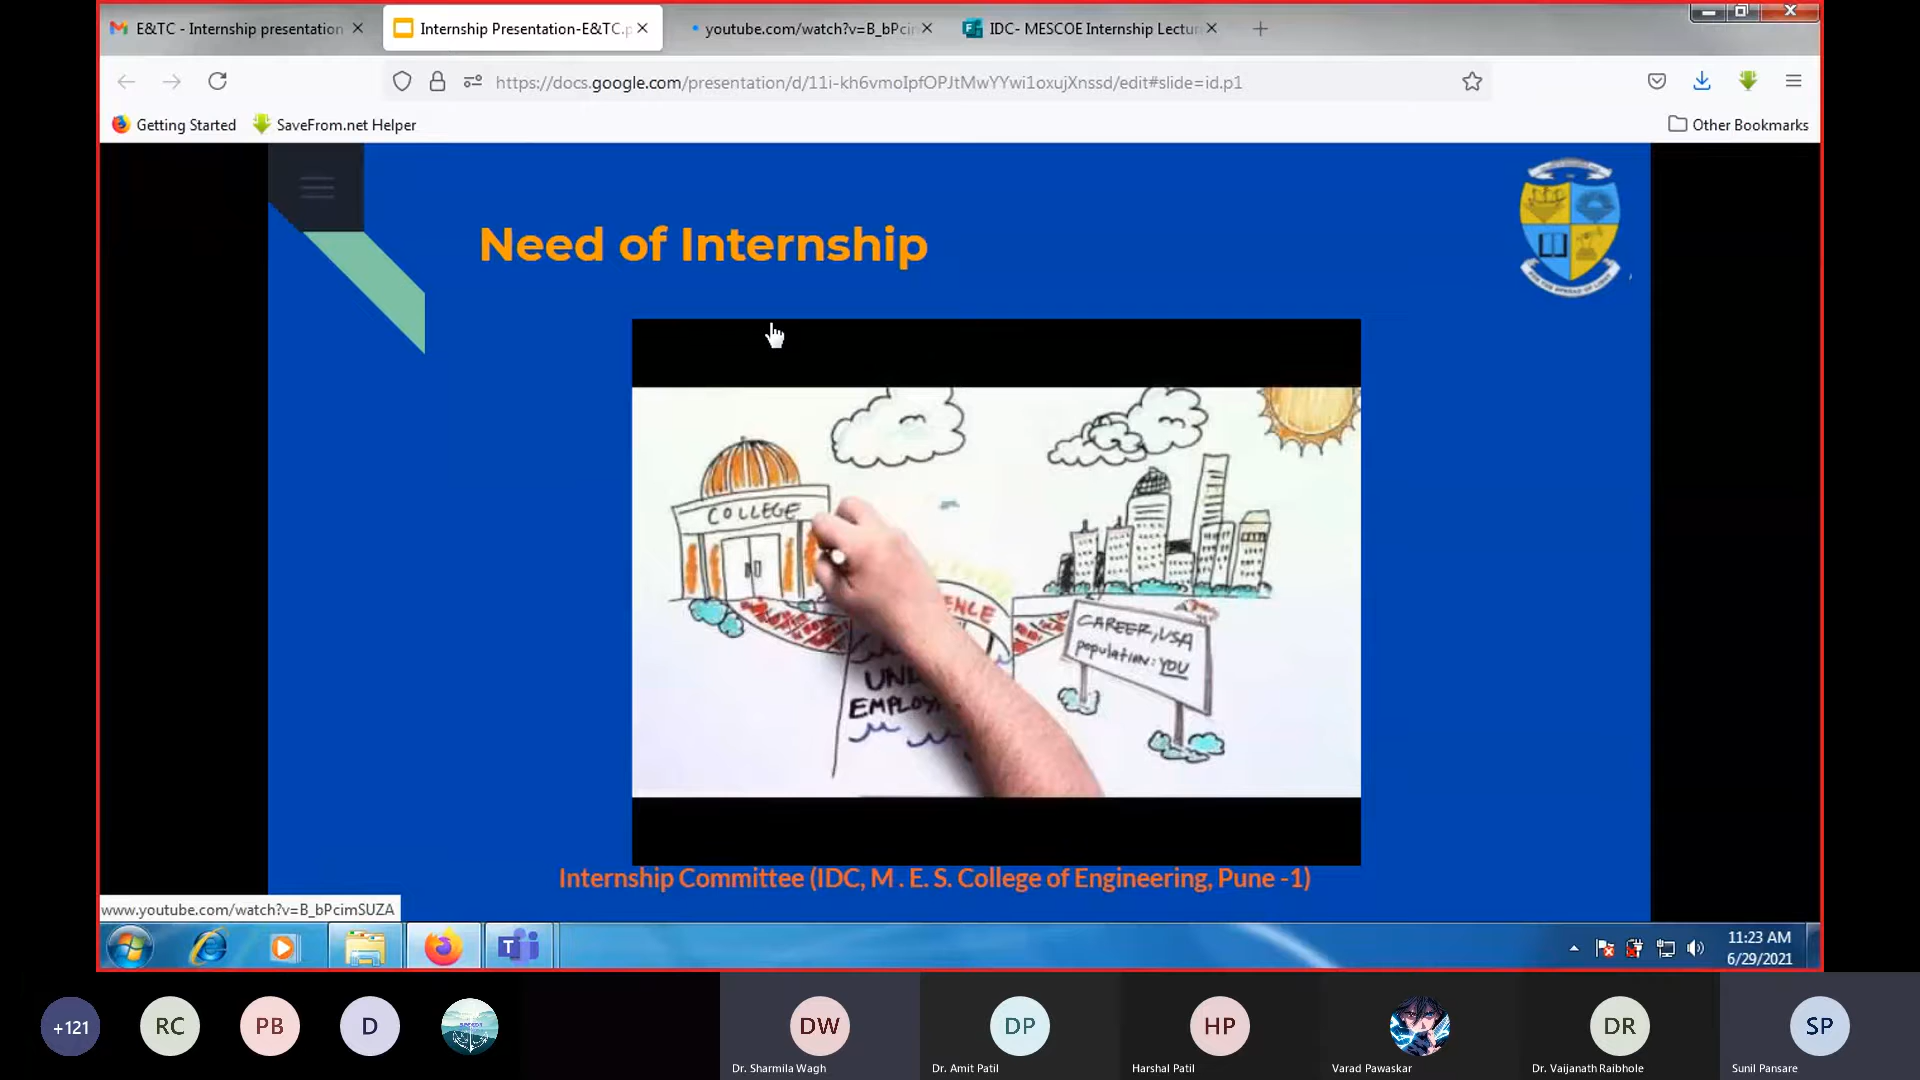 E&TC - Internship presentation
Internship Presentation-E&TC.p
youtube.com/watch?v=B_bPcin
IDC- MESCOE Internship Lectur
https://docs.google.com/presentation/d/11i-kh6vmoIpfOPJtMwYYwi1oxujXnssd/edit#slide=id.p1
Getting Started
SaveFrom.net Helper
Other Bookmarks
Need of Internship
COLLEGE
ENCE
CAREER, USA
population: YOU
UN
EMPLOY
Internship Committee (IDC, M . E. S. College of Engineering, Pune -1)
www.youtube.com/watch?v=B_bPcimSUZA
11:23 AM
6/29/2021
+121
RC
PB
D
DW
DP
HP
DR
SP
Dr. Sharmila Wagh
Dr. Amit Patil
Harshal Patil
Varad Pawaskar
Dr. Vaijanath Raibhole
Sunil Pansare